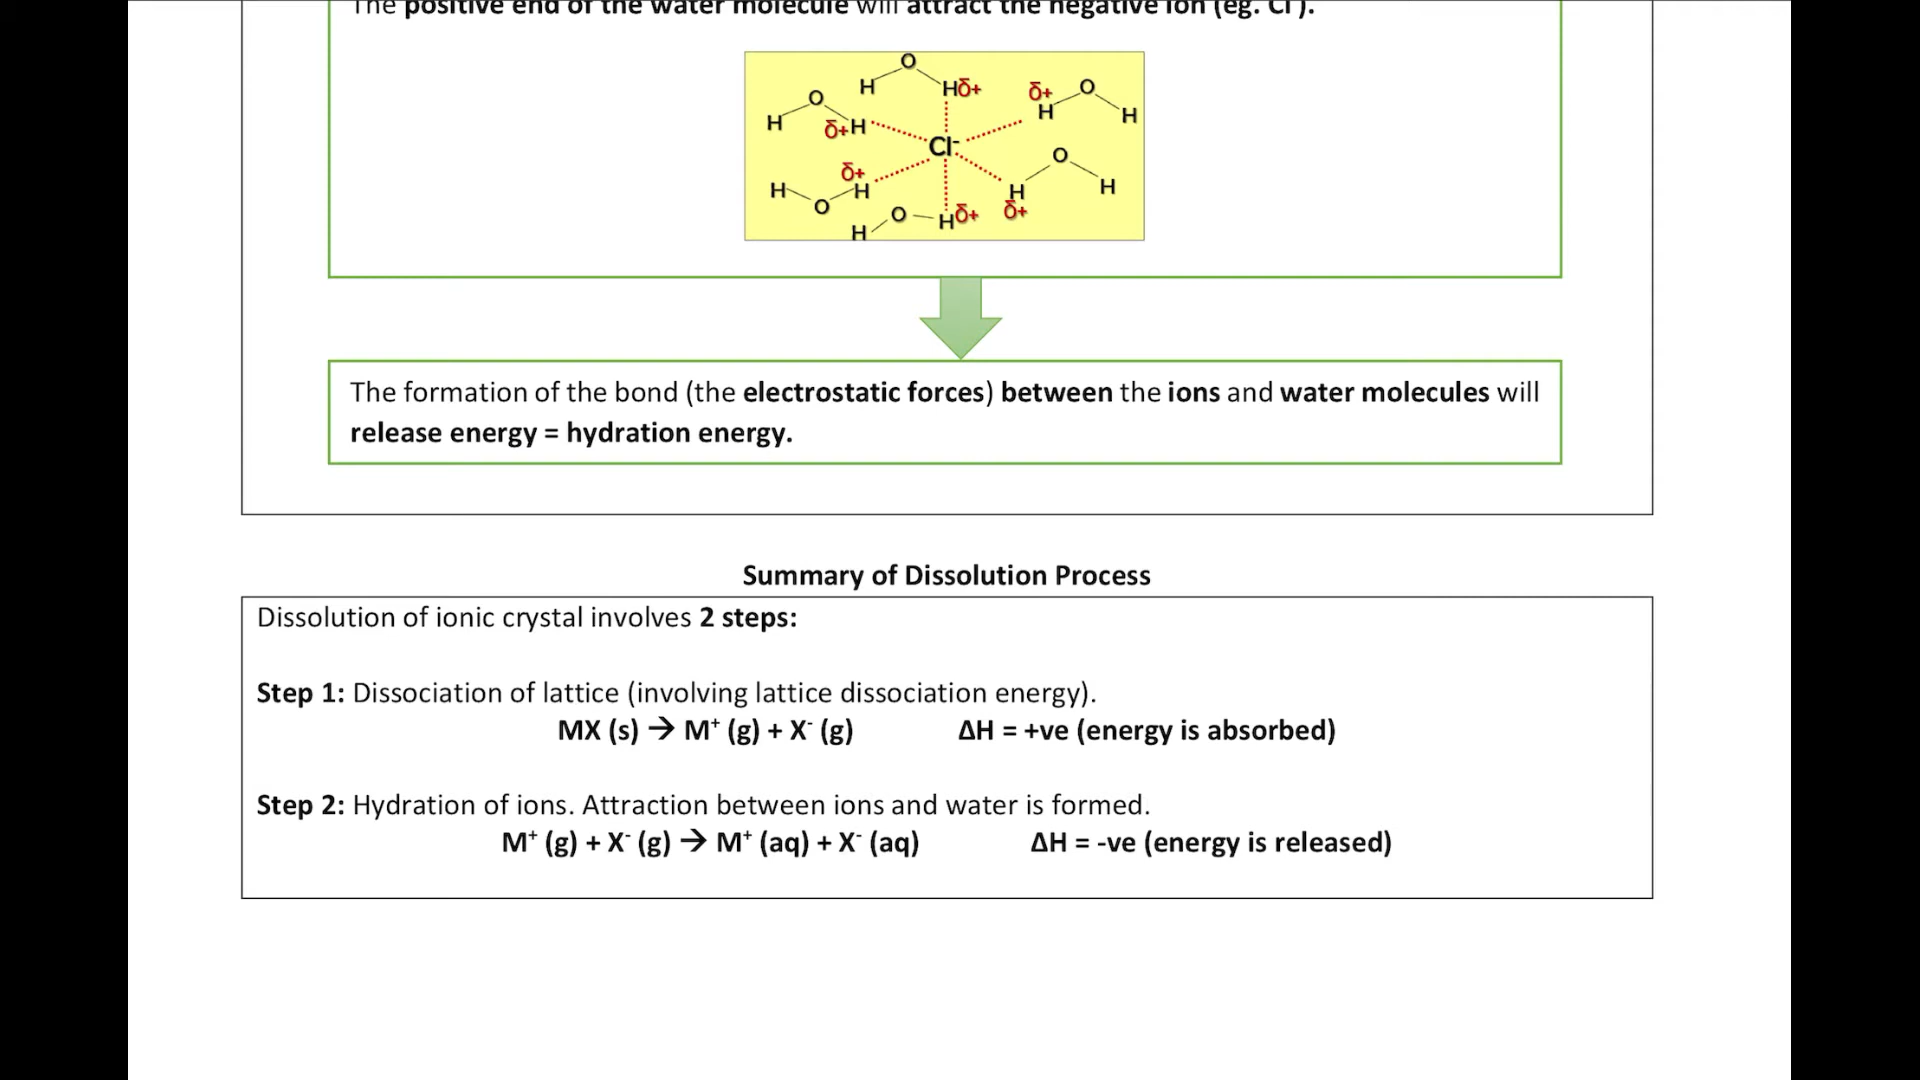 The positive end of the water molecule will attract the negative ion (eg. Cl⁻).
O
H Hδ+
δ+ O
O H H
H δ+H
Cl⁻
O
δ+
H H H H
O δ+
O Hδ+
H
The formation of the bond (the electrostatic forces) between the ions and water molecules will
release energy = hydration energy.
Summary of Dissolution Process
Dissolution of ionic crystal involves 2 steps:
Step 1: Dissociation of lattice (involving lattice dissociation energy).
MX (s) → M⁺ (g) + X⁻ (g) ΔH = +ve (energy is absorbed)
Step 2: Hydration of ions. Attraction between ions and water is formed.
M⁺ (g) + X⁻ (g) → M⁺ (aq) + X⁻ (aq) ΔH = -ve (energy is released)